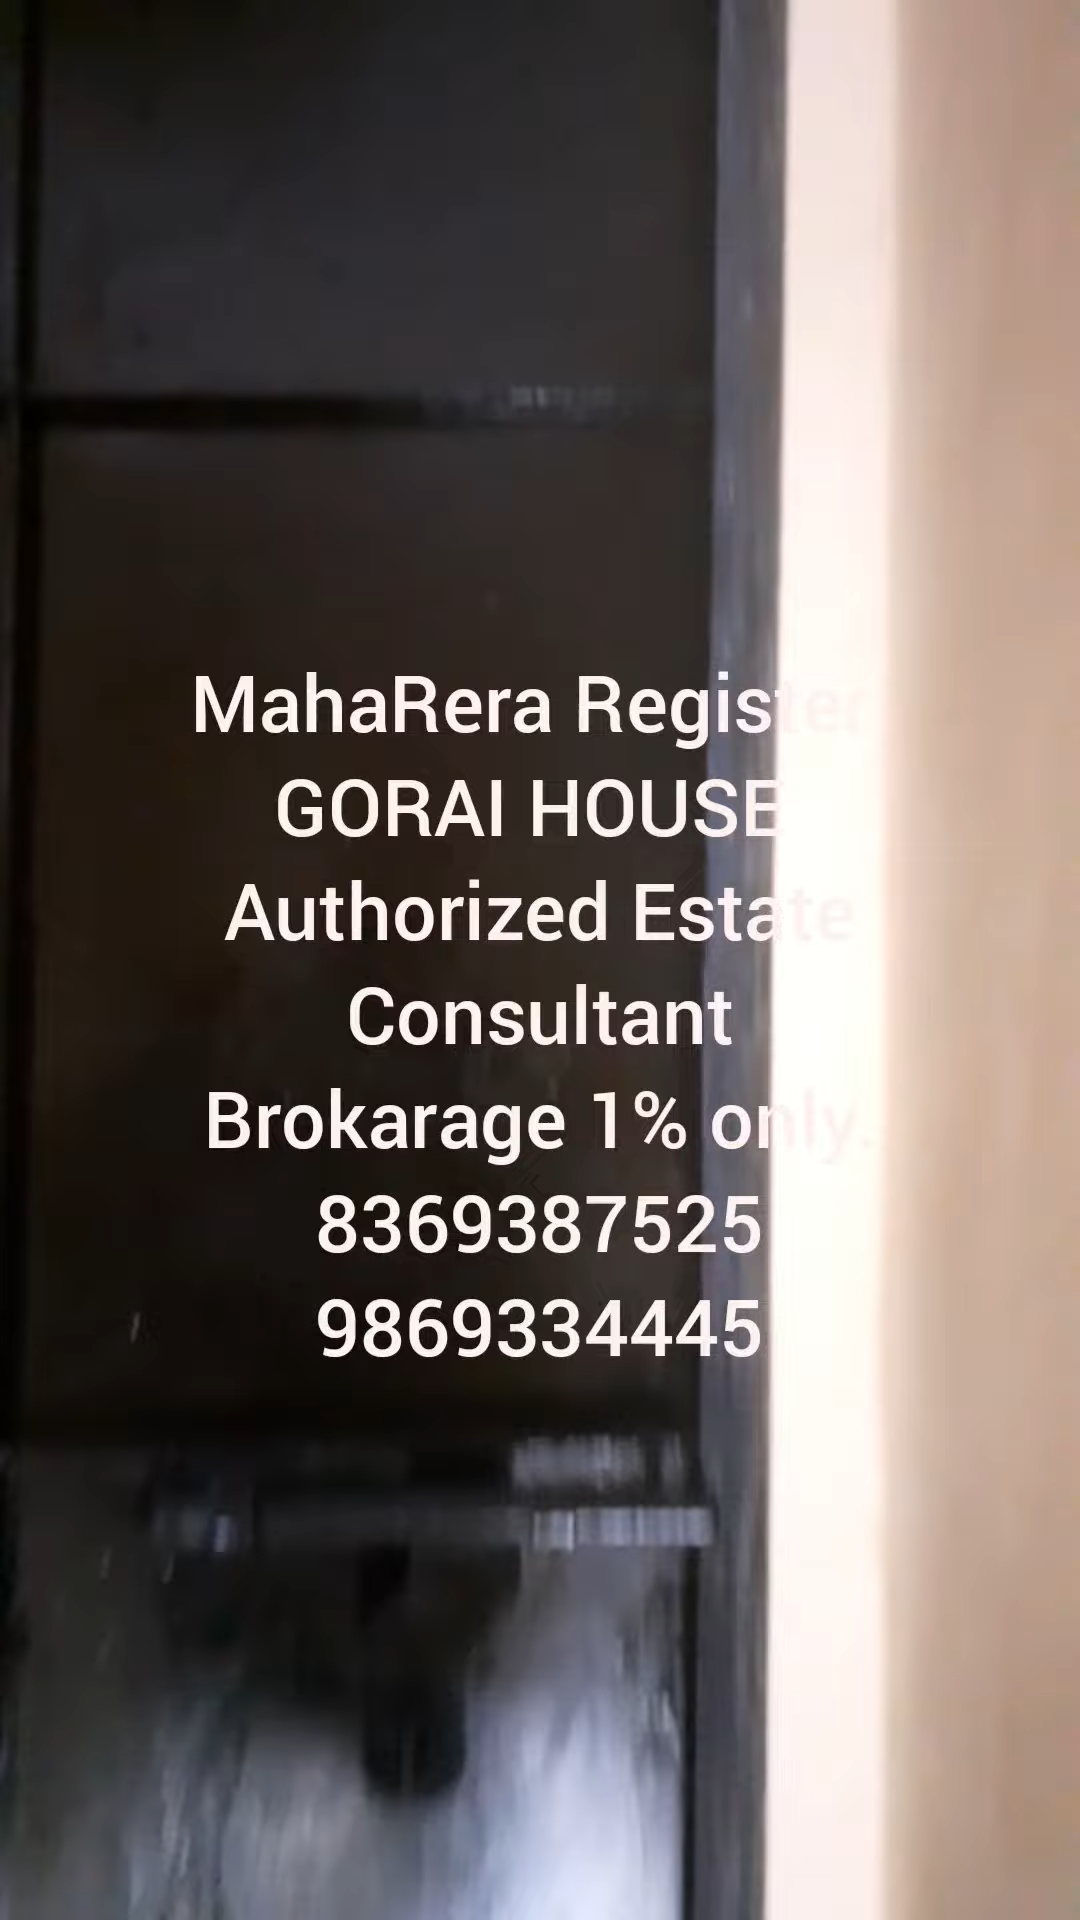 MahaRera Register
GORAI HOUSE
Authorized Estate
Consultant
Brokarage 1% only.
8369387525
9869334445